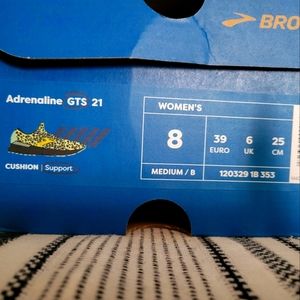 BRO
Adrenaline GTS 21
WOMEN'S
8
39 6 25
EURO UK CM
CUSHION | Support
MEDIUM / B
120329 1B 353